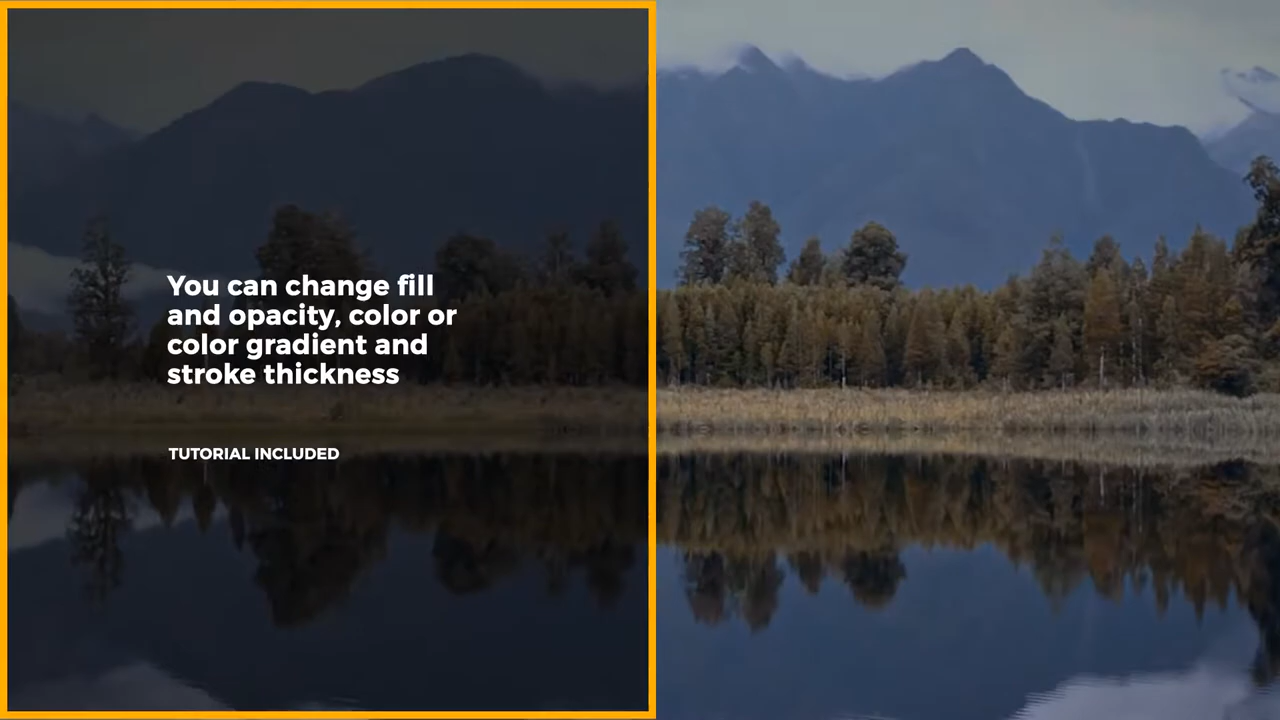 You can change fill
and opacity, color or
color gradient and
stroke thickness
TUTORIAL INCLUDED